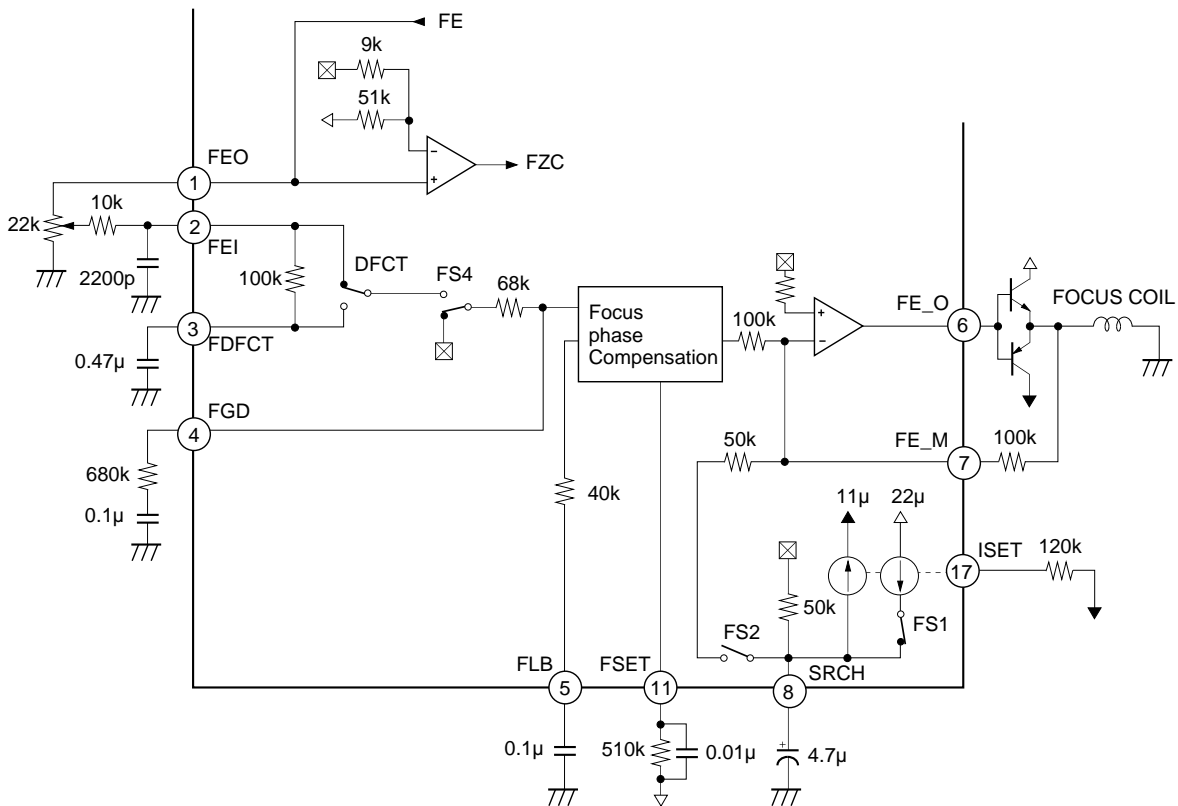 FE
9k
51k
FZC
FEO
1
22k
10k
2
FEI
2200p
100k
DFCT
FS4
68k
3
FDFCT
0.47µ
FGD
4
680k
0.1µ
Focus
phase
Compensation
100k
+
−
−
+
FE_O
6
FOCUS COIL
50k
FE_M
7
100k
40k
11µ
22µ
ISET
17
120k
50k
FS2
FS1
FLB
5
FSET
11
SRCH
8
0.1µ
510k
0.01µ
+
4.7µ